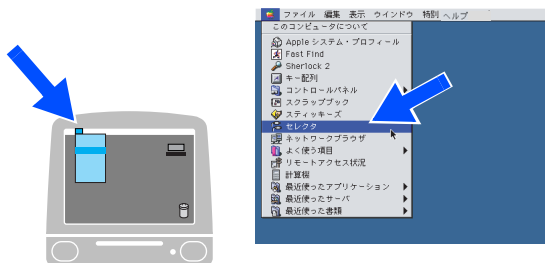 ファイル 編集 表示 ウインドウ 特別 ヘルプ
このコンピュータについて
Apple システム・プロフィール
Fast Find
Sherlock 2
キー配列
コントロールパネル
スクラップブック
スティッキーズ
セレクタ
ネットワークブラウザ
よく使う項目
リモートアクセス状況
計算機
最近使ったアプリケーション
最近使ったサーバ
最近使った書類